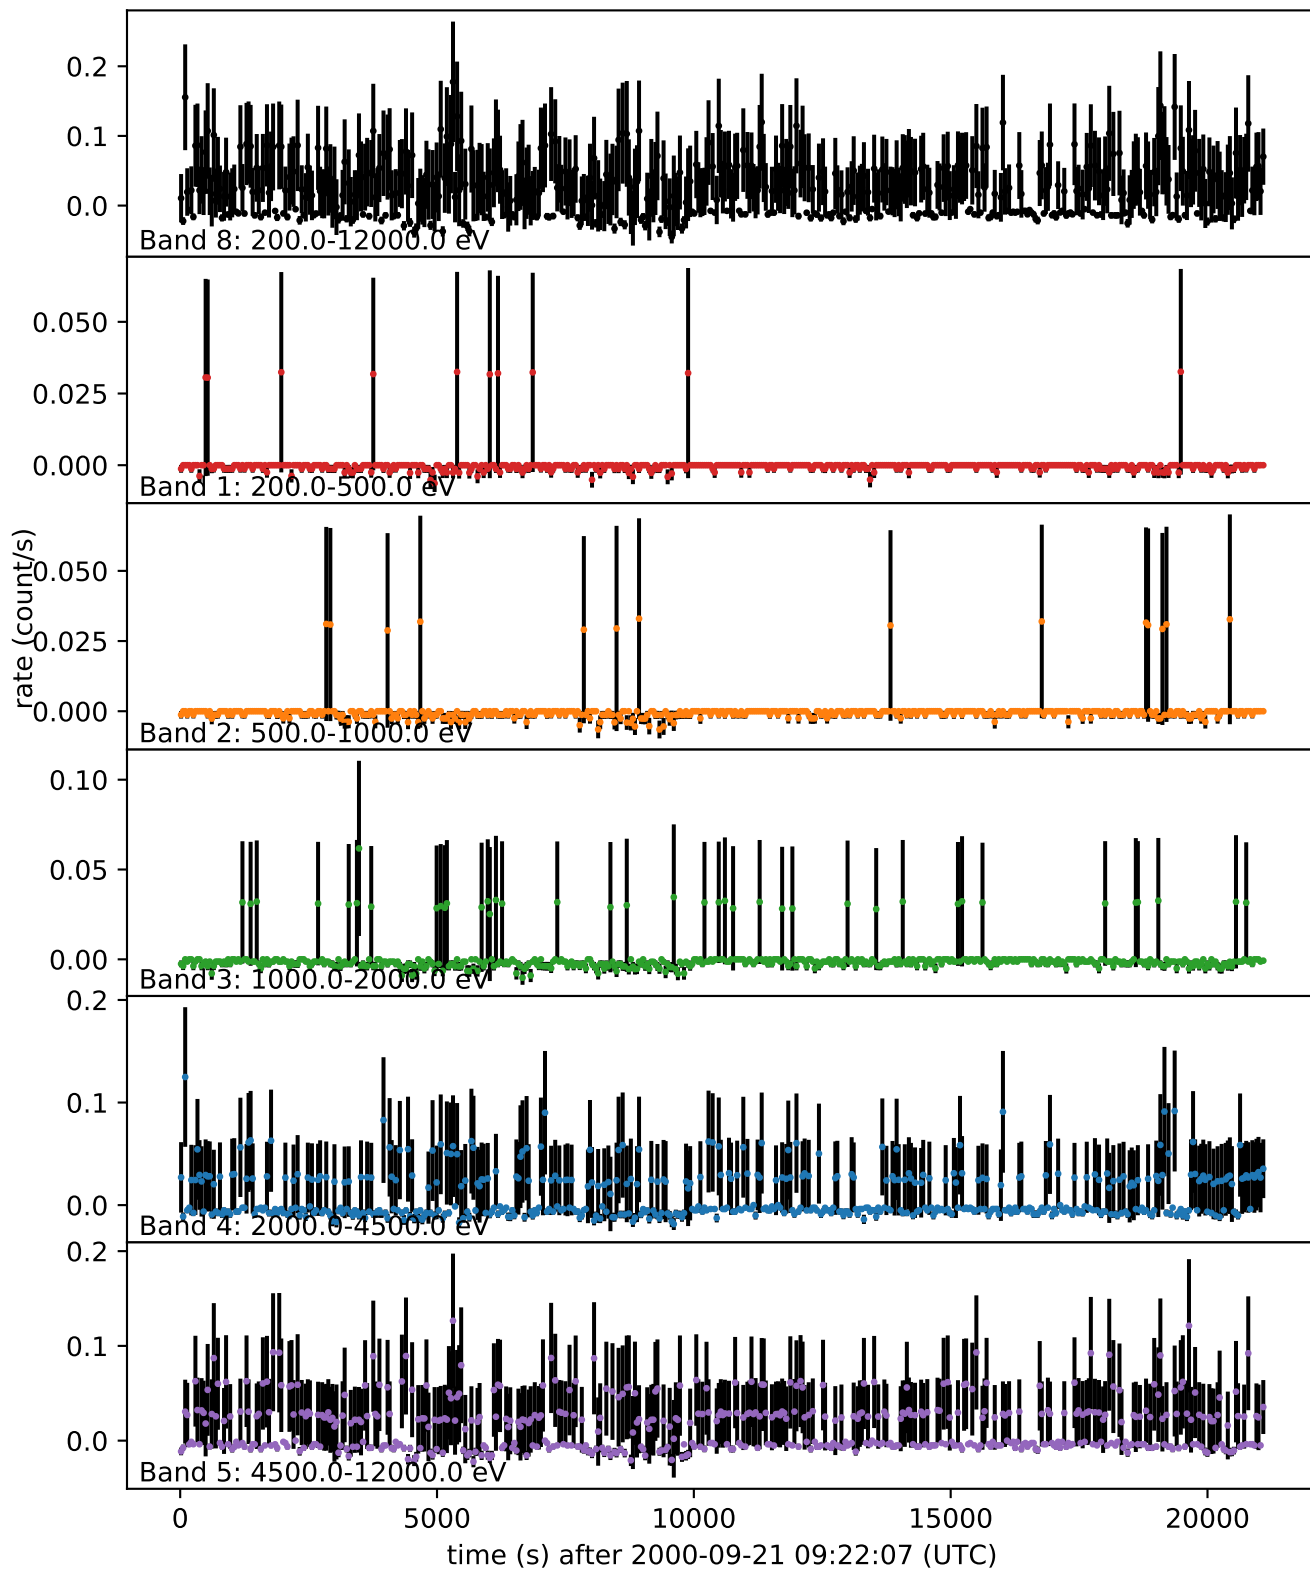 0.2
0.1
0.0
Band 8: 200.0-12000.0 eV
0.050
0.025
0.000
Band 1: 200.0-500.0 eV
rate (count/s)
0.050
0.025
0.000
Band 2: 500.0-1000.0 eV
0.10
0.05
0.00
Band 3: 1000.0-2000.0 eV
0.2
0.1
0.0
Band 4: 2000.0-4500.0 eV
0.2
0.1
0.0
Band 5: 4500.0-12000.0 eV
0 5000 10000 15000 20000
time (s) after 2000-09-21 09:22:07 (UTC)